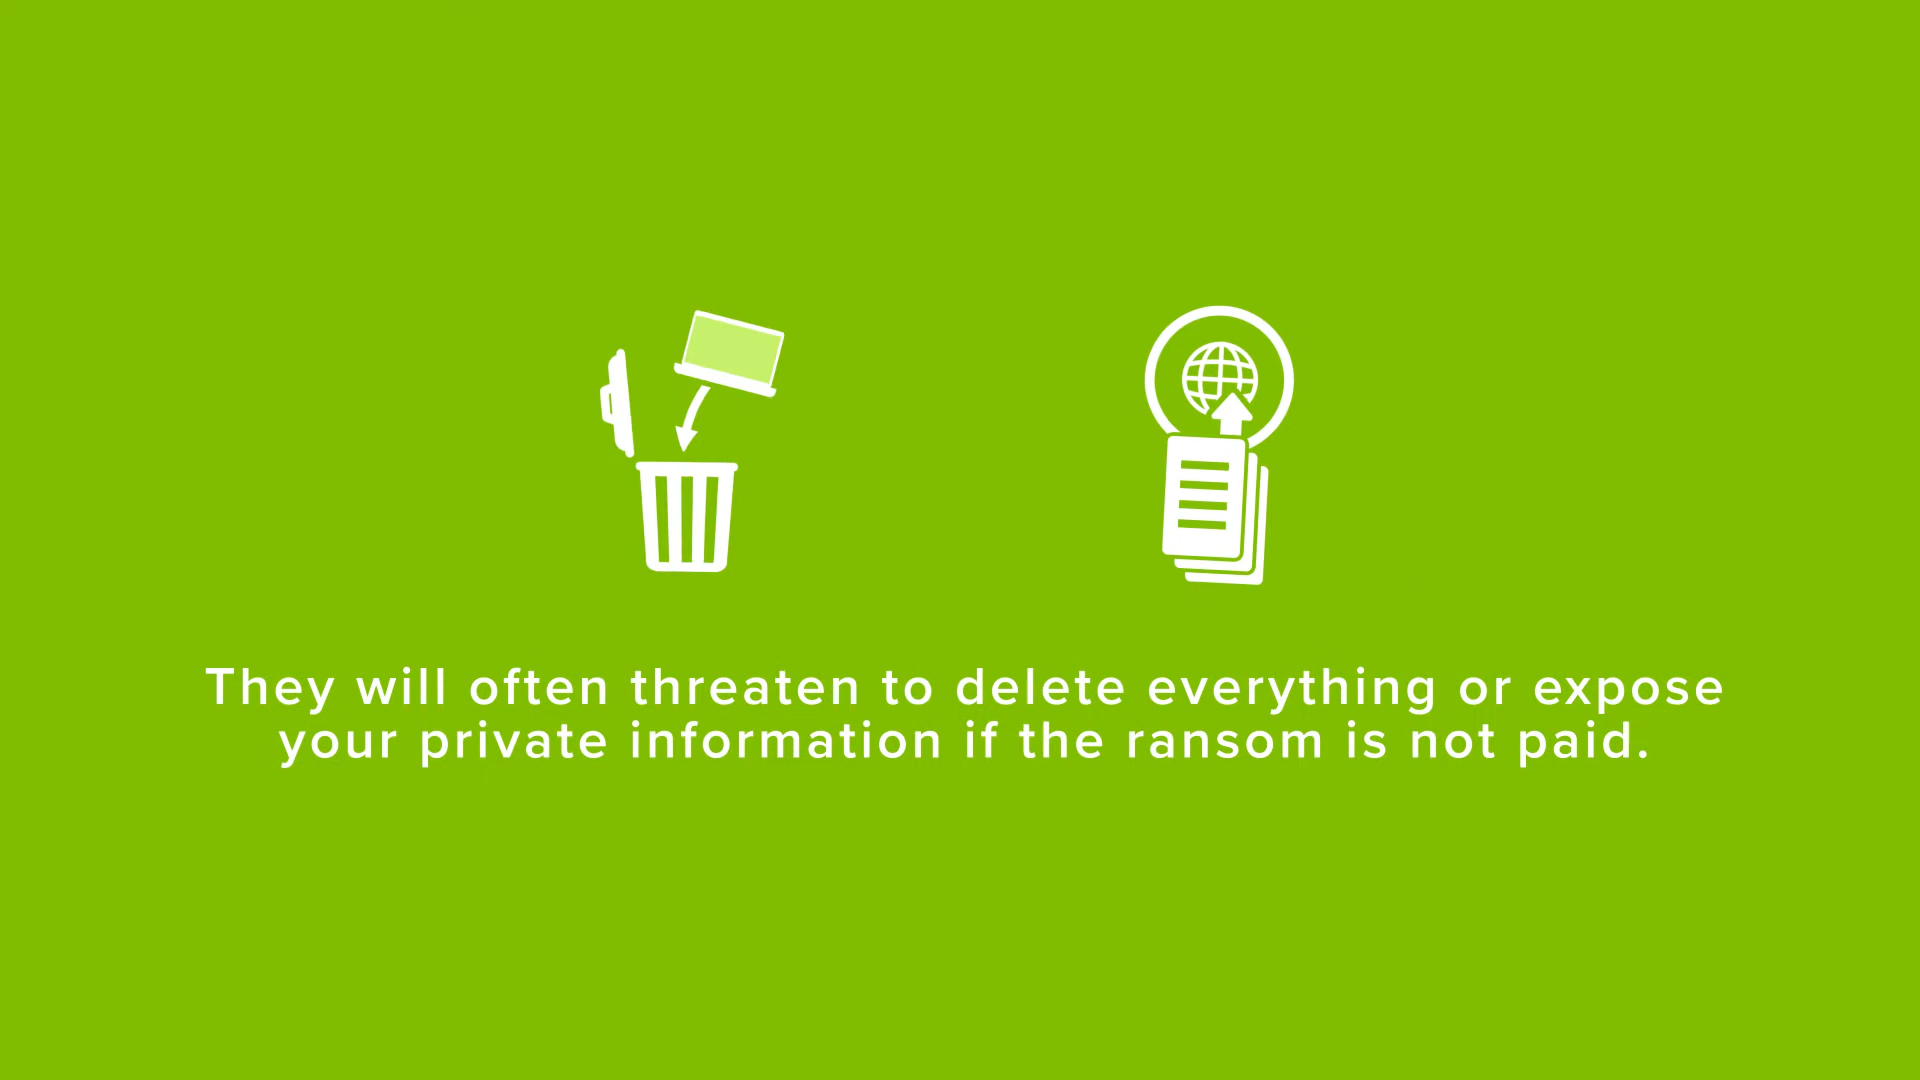 They will often threaten to delete everything or expose
your private information if the ransom is not paid.